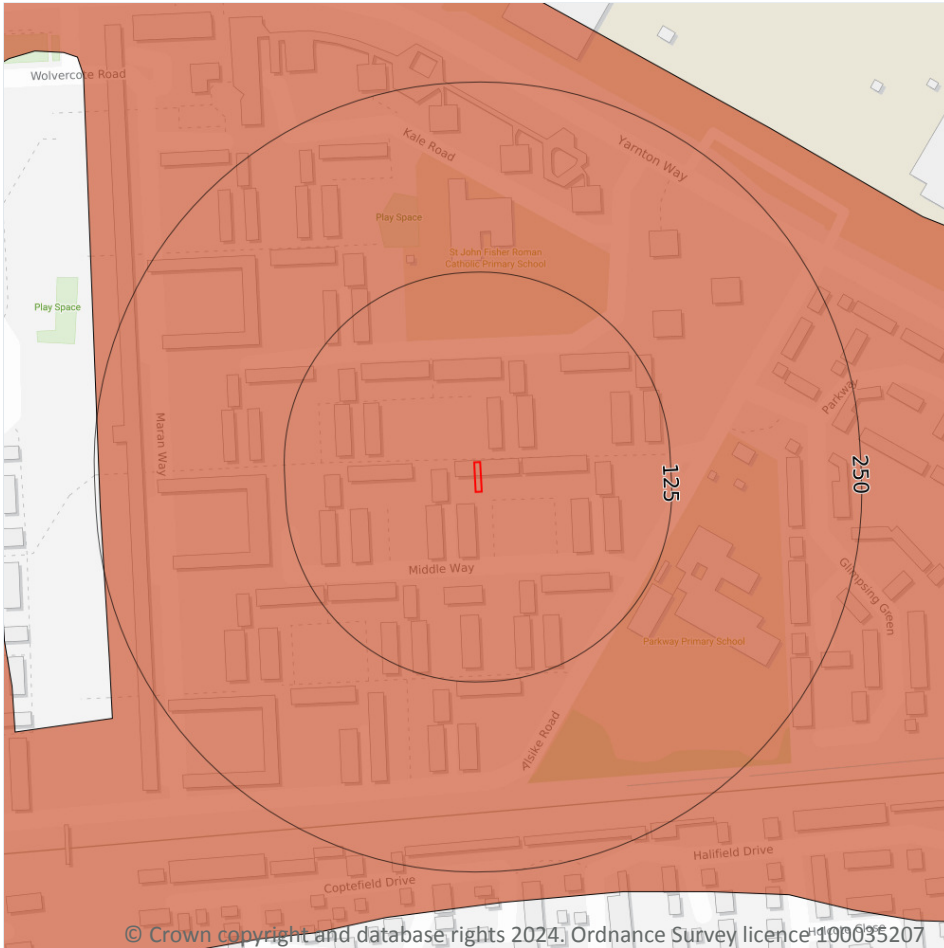 Wolvercote Road
Kale Road
Yarnton Way
Play Space
St John Fisher Roman
Catholic Primary School
Play Space
Parkway
Maran Way
125
250
Middle Way
Glimpsing Green
Parkway Primary School
Alsike Road
Halifield Drive
Coptefield Drive
© Crown copyright and database rights 2024. Ordnance Survey licence 100035207